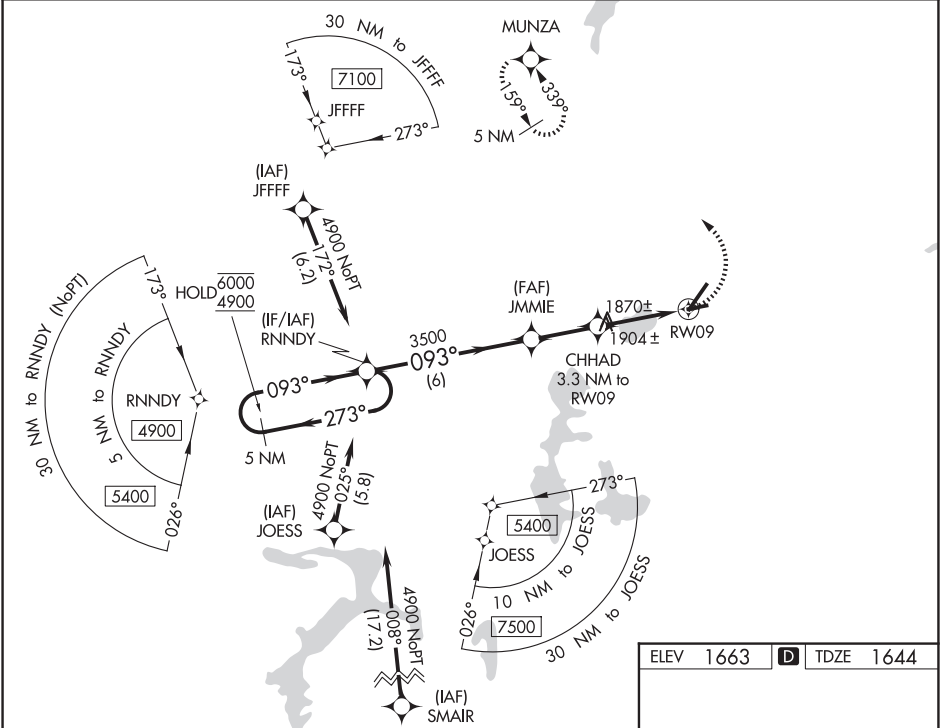 30 NM to JFFFF
173°
7100
JFFFF
273°
MUNZA
159°
339°
5 NM
(IAF)
JFFFF
4900 NoPT
172°
(6.2)
30 NM to RNNDY (NoPT)
173°
5 NM to RNNDY
RNNDY
4900
5400
026°
HOLD 6000
4900
(IF/IAF)
RNNDY
093°
273°
5 NM
3500
093°
(6)
(FAF)
JMMIE
1870±
1904±
CHHAD
3.3 NM to
RW09
RW09
(IAF)
JOESS
4900 NoPT
025°
(5.8)
273°
5400
JOESS
10 NM to JOESS
026°
7500
30 NM to JOESS
4900 NoPT
008°
(17.2)
(IAF)
SMAIR
ELEV 1663 D TDZE 1644